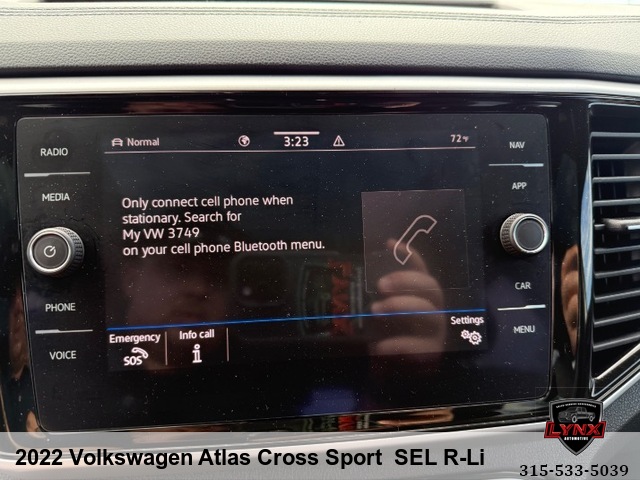 RADIO
MEDIA
PHONE
VOICE
Normal
3:23
72°F
Only connect cell phone when
stationary. Search for
My VW 3749
on your cell phone Bluetooth menu.
Emergency
SOS
Info call
Settings
NAV
APP
CAR
MENU
LYNX
AUTOMOTIVE
2022 Volkswagen Atlas Cross Sport SEL R-Li
315-533-5039